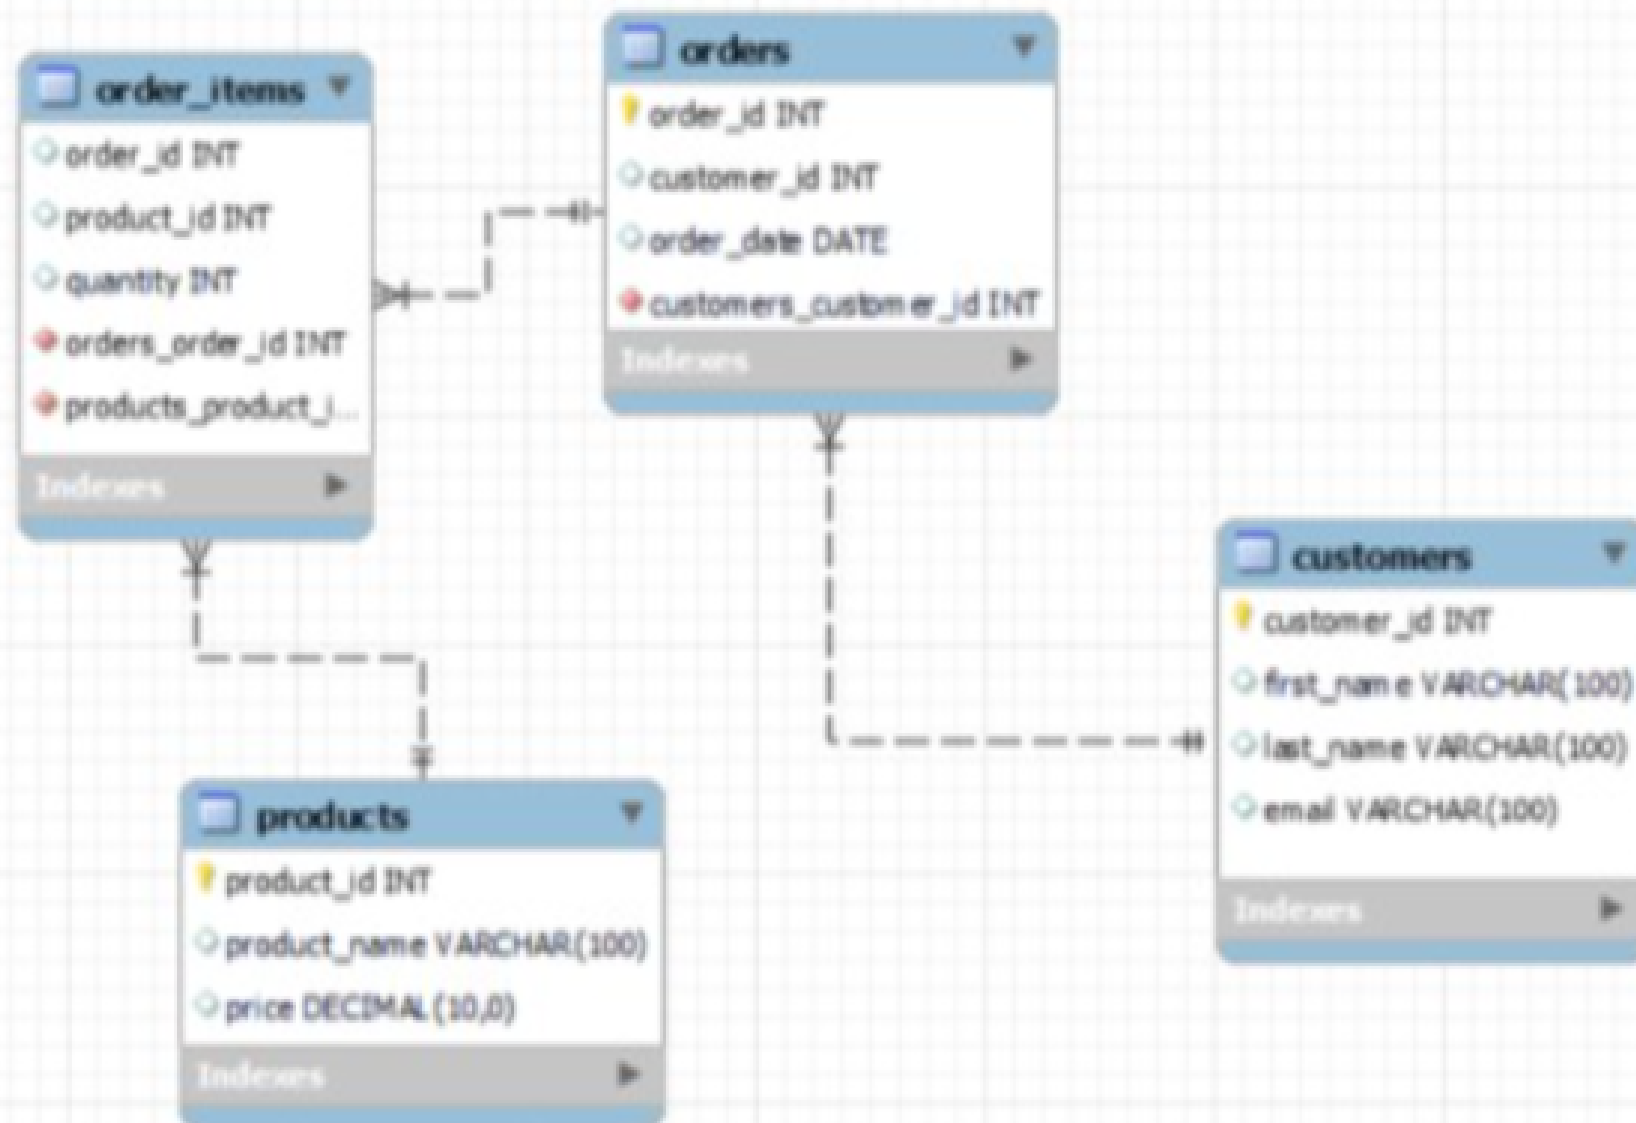 order_items
order_id INT
product_id INT
quantity INT
orders_order_id INT
products_product_i...
Indexes
orders
order_id INT
customer_id INT
order_date DATE
customers_customer_id INT
Indexes
products
product_id INT
product_name VARCHAR(100)
price DECIMAL(10,0)
Indexes
customers
customer_id INT
first_name VARCHAR(100)
last_name VARCHAR(100)
email VARCHAR(100)
Indexes